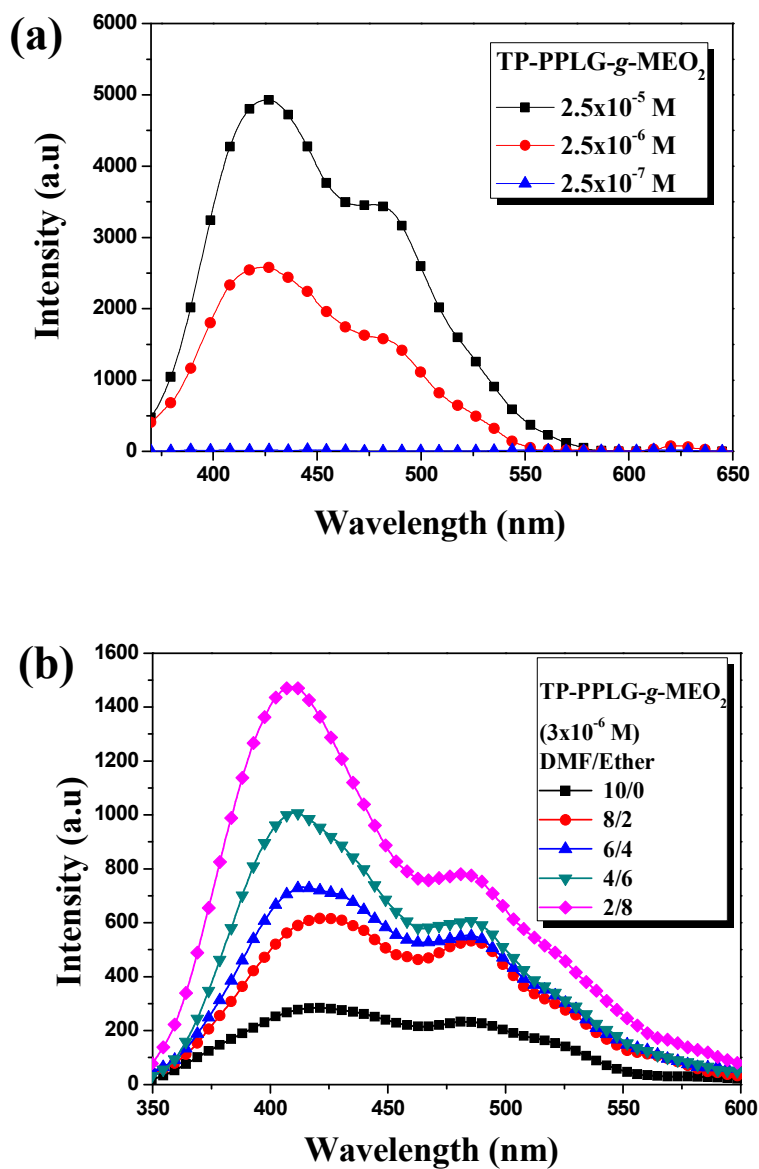 (a)
6000
5000
4000
3000
2000
1000
0
Intensity (a.u)
TP-PPLG-g-MEO₂
2.5x10⁻⁵ M
2.5x10⁻⁶ M
2.5x10⁻⁷ M
400 450 500 550 600 650
Wavelength (nm)
(b)
1600
1400
1200
1000
800
600
400
200
0
Intensity (a.u)
TP-PPLG-g-MEO₂
(3x10⁻⁶ M)
DMF/Ether
10/0
8/2
6/4
4/6
2/8
350 400 450 500 550 600
Wavelength (nm)